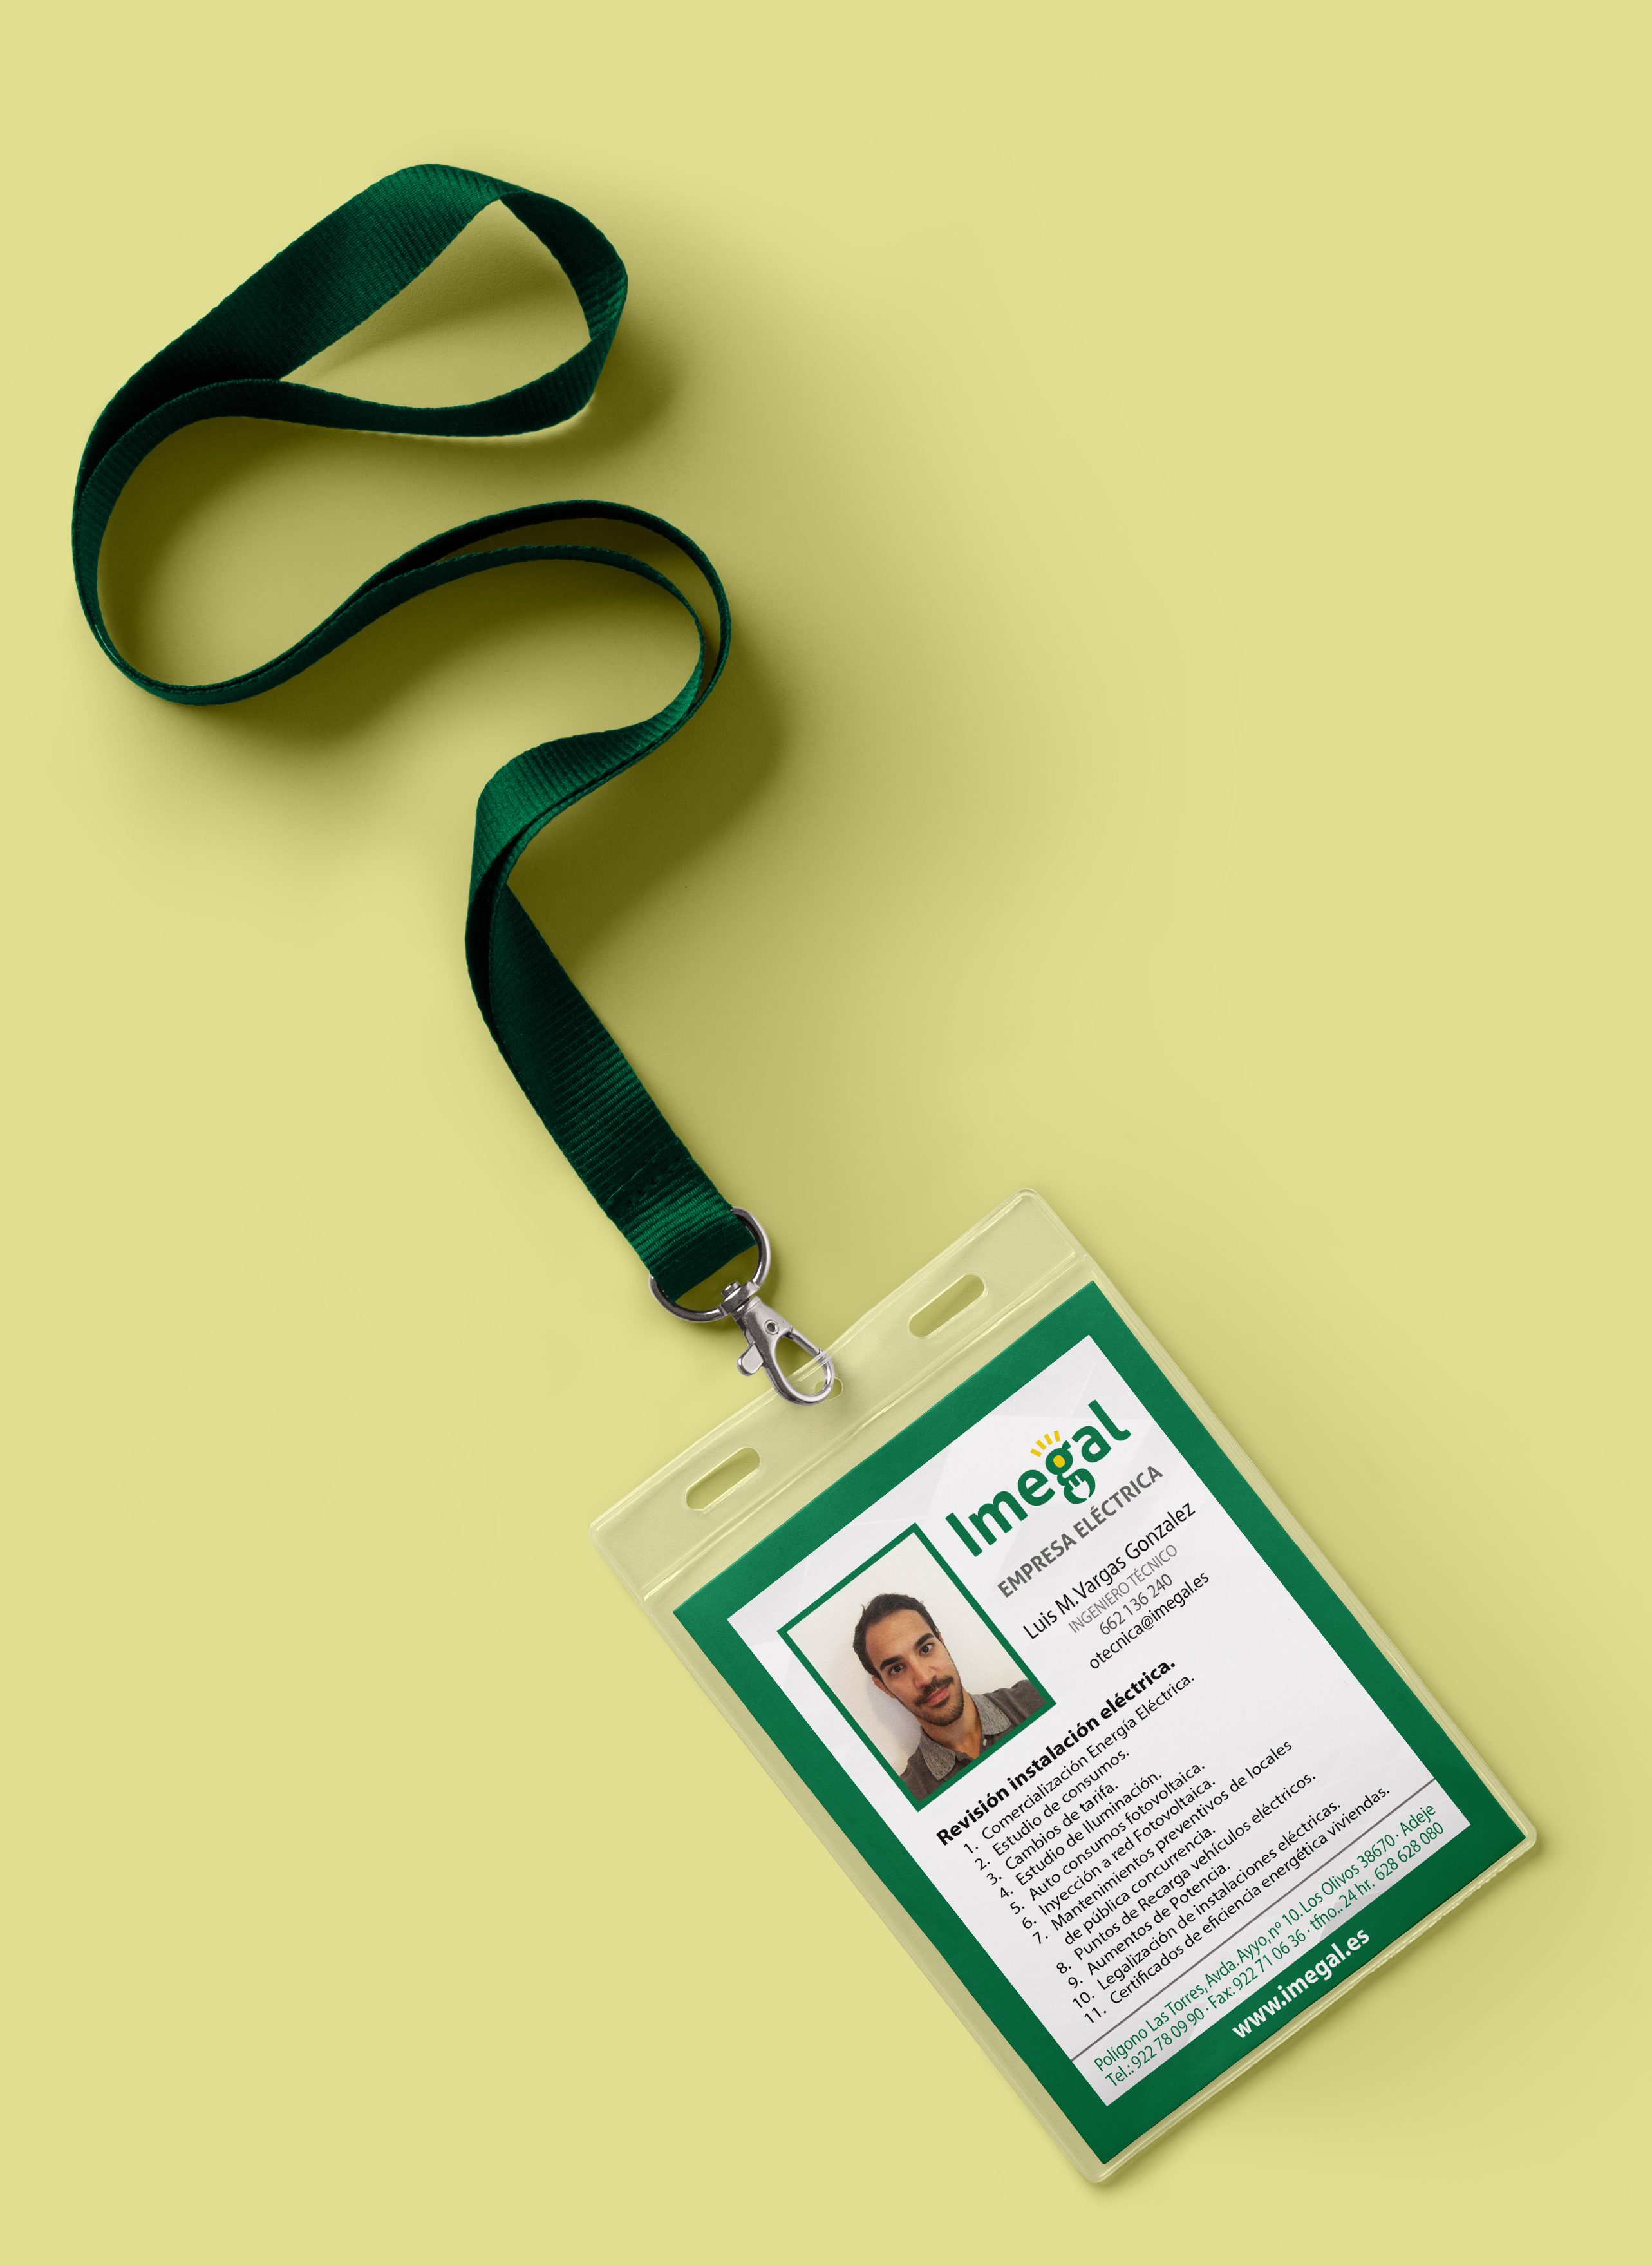 Imegal
EMPRESA ELÉCTRICA
Luis M. Vargas Gonzalez
INGENIERO TÉCNICO
662 136 240
otecnica@imegal.es
Revisión instalación eléctrica.
1. Comercialización Energía Eléctrica.
2. Estudio de consumos.
3. Cambios de tarifa.
4. Estudio de Iluminación.
5. Auto consumos fotovoltaica.
6. Inyección a red Fotovoltaica.
7. Mantenimientos preventivos de locales
de pública concurrencia.
8. Puntos de Recarga vehículos eléctricos.
9. Aumentos de Potencia.
10. Legalización de instalaciones eléctricas.
11. Certificados de eficiencia energética viviendas.
Polígono Las Torres, Avda. Ayyo, nº 10. Los Olivos 38670 · Adeje
Tel.: 922 78 09 90 · Fax: 922 71 06 36 · tfno.. 24 hr. 628 628 080
www.imegal.es